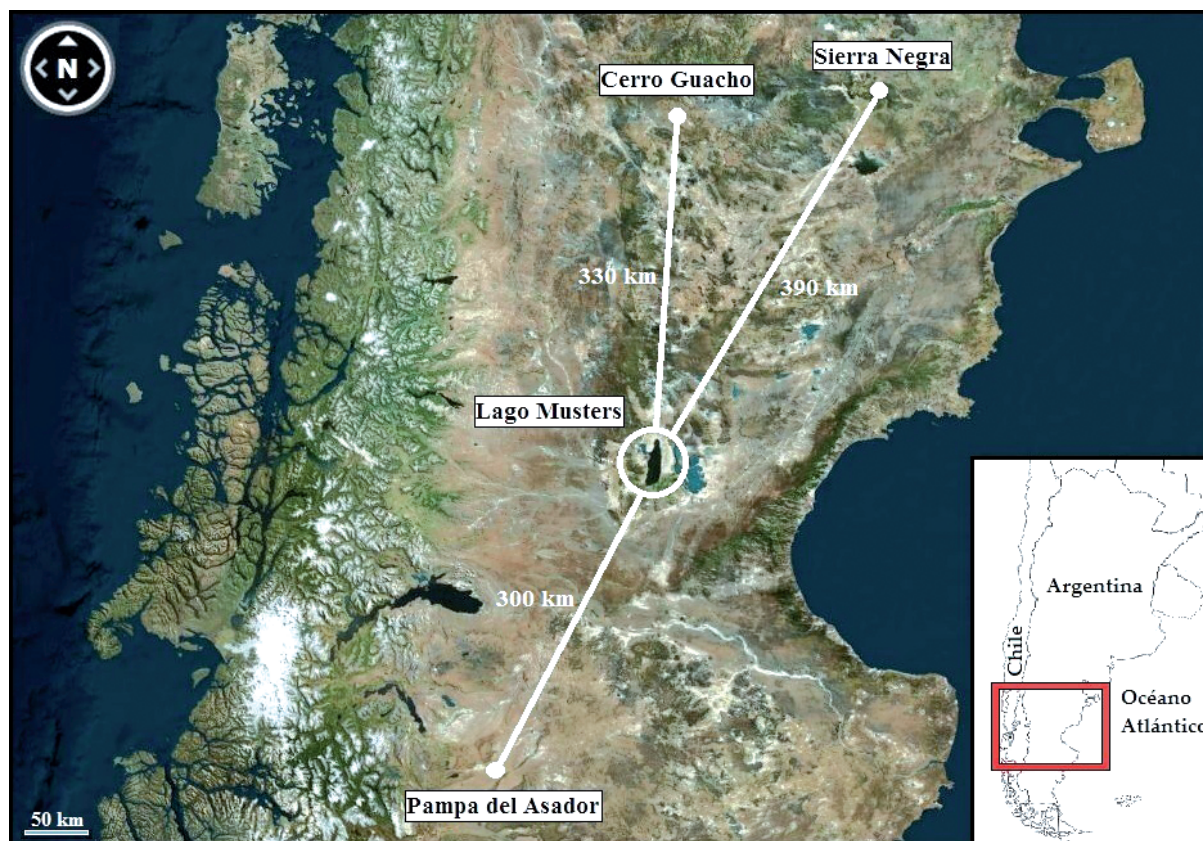 N
Sierra Negra
Cerro Guacho
330 km
390 km
Lago Musters
300 km
Pampa del Asador
50 km
Argentina
Chile
Océano
Atlántico